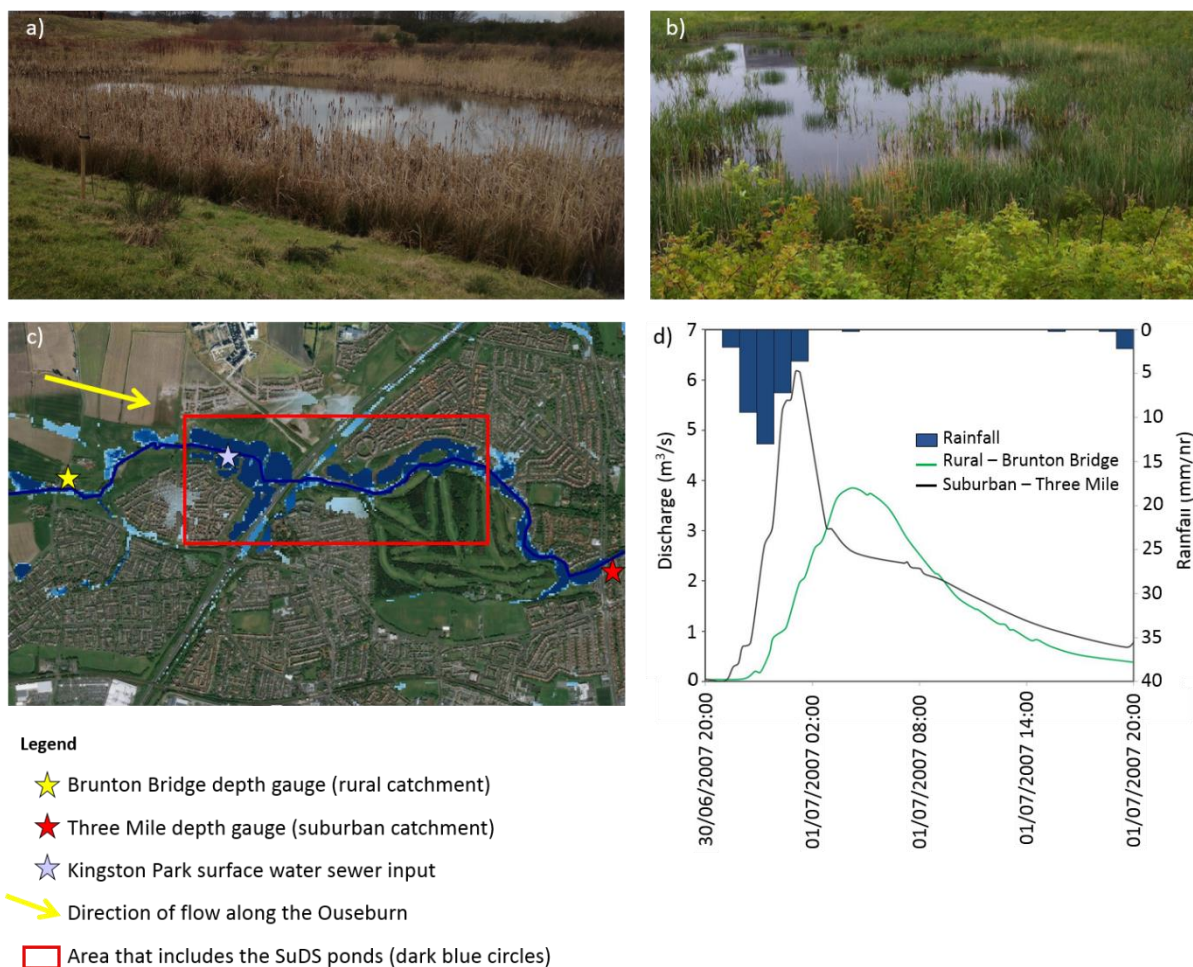 a)
b)
c)
d)
7
6
5
4
3
2
1
0
Discharge (m³/s)
0
5
10
15
20
25
30
35
40
Rainfall (mm/nr)
Rainfall
Rural – Brunton Bridge
Suburban – Three Mile
30/06/2007 20:00
01/07/2007 02:00
01/07/2007 08:00
01/07/2007 14:00
01/07/2007 20:00
Legend
Brunton Bridge depth gauge (rural catchment)
Three Mile depth gauge (suburban catchment)
Kingston Park surface water sewer input
Direction of flow along the Ouseburn
Area that includes the SuDS ponds (dark blue circles)